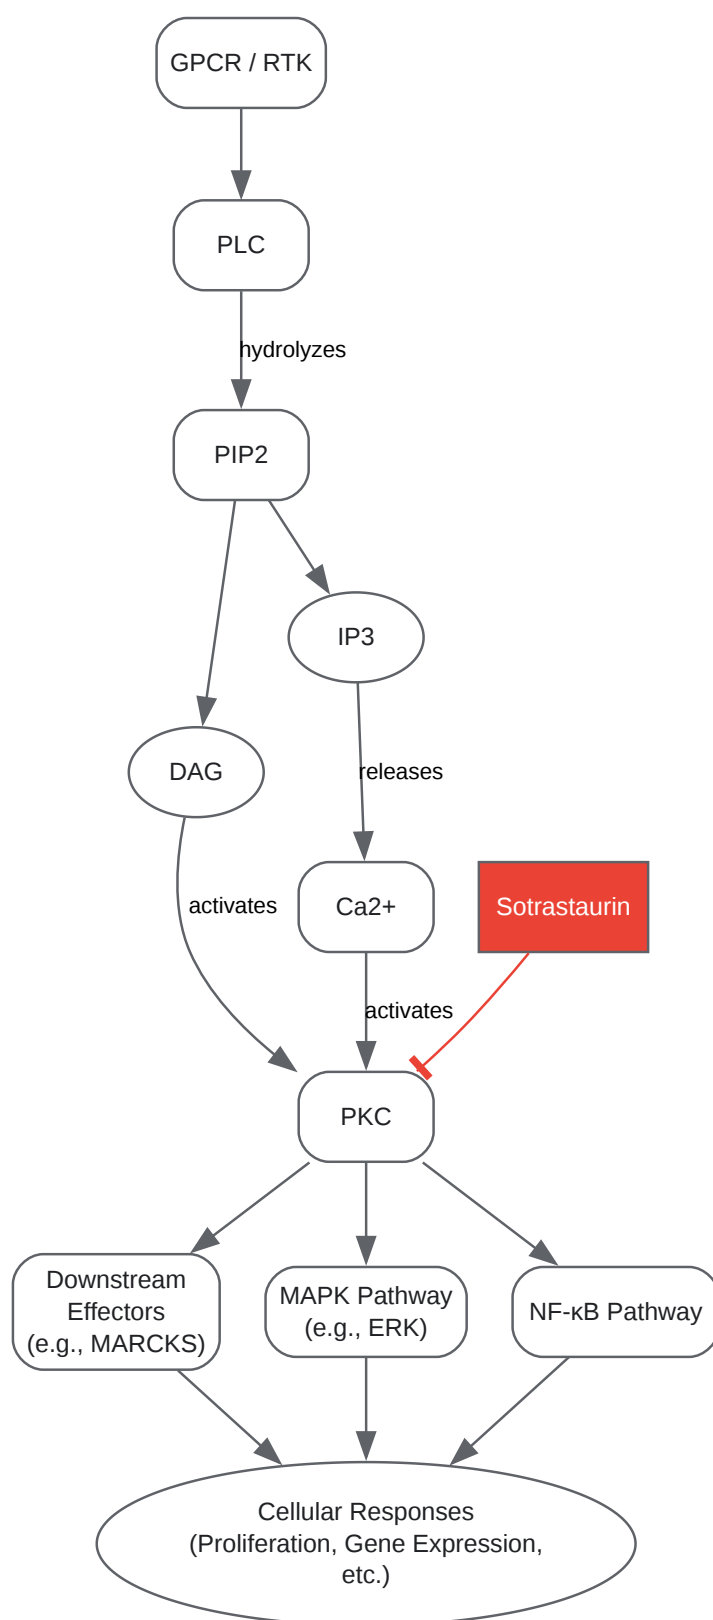 GPCR / RTK
PLC
hydrolyzes
PIP2
IP3
DAG
releases
activates
Ca2+
Sotrastaurin
activates
PKC
Downstream
Effectors
(e.g., MARCKS)
MAPK Pathway
(e.g., ERK)
NF-κB Pathway
Cellular Responses
(Proliferation, Gene Expression,
etc.)